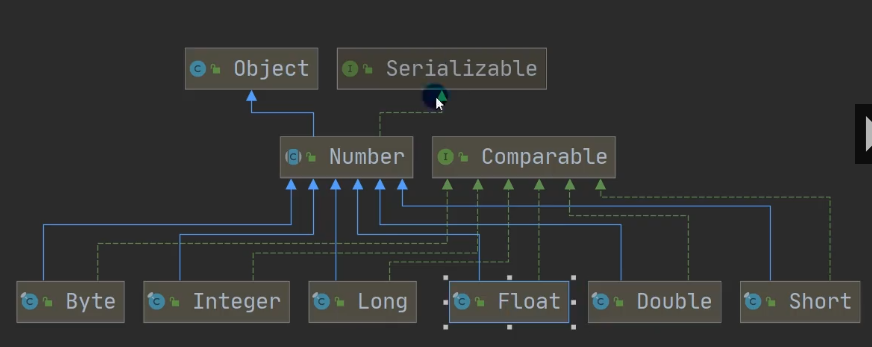 Object Serializable
Number Comparable
Byte Integer Long Float Double Short